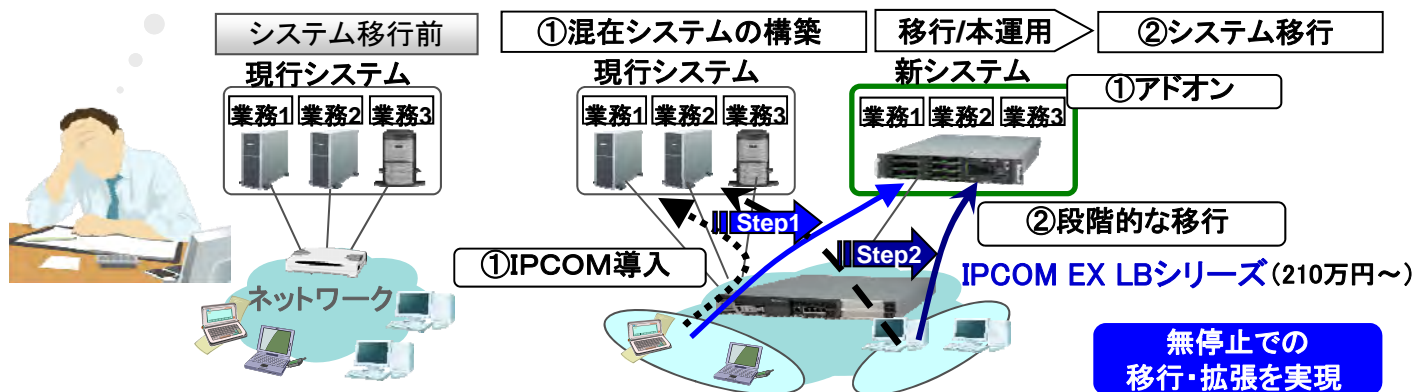 システム移行前
①混在システムの構築
移行/本運用
②システム移行
現行システム
業務1 業務2 業務3
ネットワーク
現行システム
業務1 業務2 業務3
新システム
業務1 業務2 業務3
①アドオン
Step1
②段階的な移行
①IPCOM導入
Step2
IPCOM EX LBシリーズ(210万円～)
無停止での
移行・拡張を実現